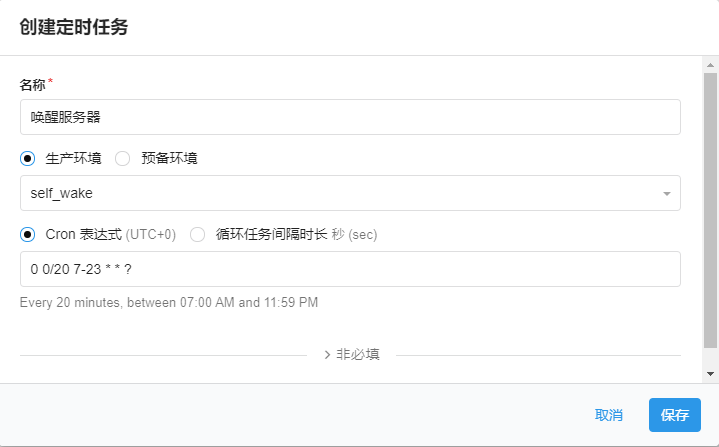 创建定时任务
名称*
唤醒服务器
生产环境 预备环境
self_wake
Cron 表达式 (UTC+0) 循环任务间隔时长 秒 (sec)
0 0/20 7-23 * * ?
Every 20 minutes, between 07:00 AM and 11:59 PM
非必填
取消 保存